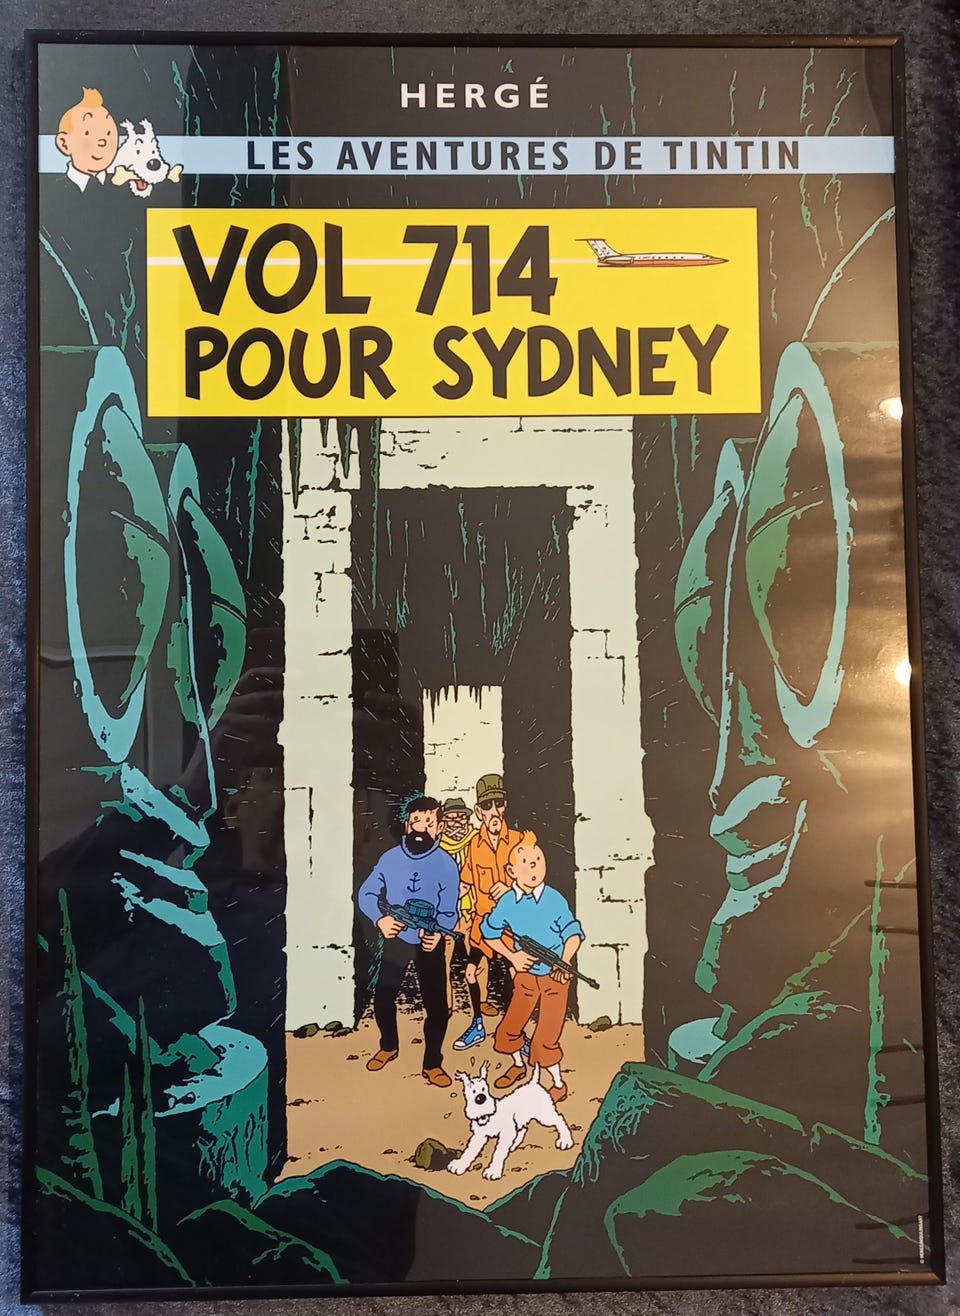 HERGÉ
LES AVENTURES DE TINTIN
VOL 714
POUR SYDNEY